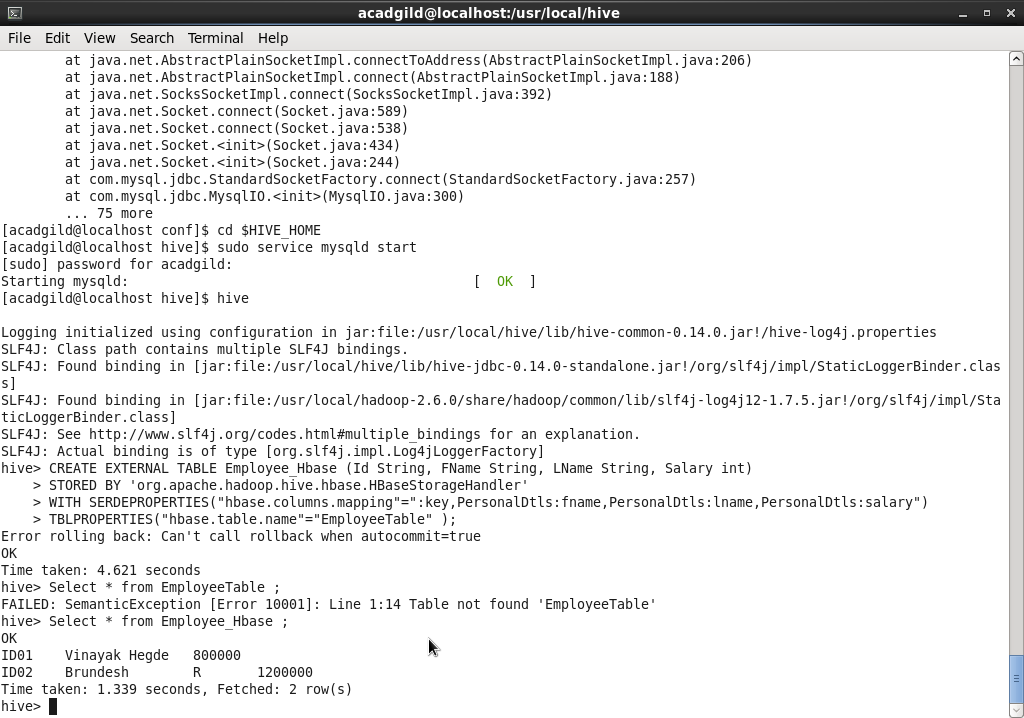 acadgild@localhost:/usr/local/hive
File Edit View Search Terminal Help
        at java.net.AbstractPlainSocketImpl.connectToAddress(AbstractPlainSocketImpl.java:206)
        at java.net.AbstractPlainSocketImpl.connect(AbstractPlainSocketImpl.java:188)
        at java.net.SocksSocketImpl.connect(SocksSocketImpl.java:392)
        at java.net.Socket.connect(Socket.java:589)
        at java.net.Socket.connect(Socket.java:538)
        at java.net.Socket.<init>(Socket.java:434)
        at java.net.Socket.<init>(Socket.java:244)
        at com.mysql.jdbc.StandardSocketFactory.connect(StandardSocketFactory.java:257)
        at com.mysql.jdbc.MysqlIO.<init>(MysqlIO.java:300)
        ... 75 more
[acadgild@localhost conf]$ cd $HIVE_HOME
[acadgild@localhost hive]$ sudo service mysqld start
[sudo] password for acadgild:
Starting mysqld:                                           [  OK  ]
[acadgild@localhost hive]$ hive
Logging initialized using configuration in jar:file:/usr/local/hive/lib/hive-common-0.14.0.jar!/hive-log4j.properties
SLF4J: Class path contains multiple SLF4J bindings.
SLF4J: Found binding in [jar:file:/usr/local/hive/lib/hive-jdbc-0.14.0-standalone.jar!/org/slf4j/impl/StaticLoggerBinder.clas
s]
SLF4J: Found binding in [jar:file:/usr/local/hadoop-2.6.0/share/hadoop/common/lib/slf4j-log4j12-1.7.5.jar!/org/slf4j/impl/Sta
ticLoggerBinder.class]
SLF4J: See http://www.slf4j.org/codes.html#multiple_bindings for an explanation.
SLF4J: Actual binding is of type [org.slf4j.impl.Log4jLoggerFactory]
hive> CREATE EXTERNAL TABLE Employee_Hbase (Id String, FName String, LName String, Salary int)
    > STORED BY 'org.apache.hadoop.hive.hbase.HBaseStorageHandler'
    > WITH SERDEPROPERTIES("hbase.columns.mapping"=":key,PersonalDtls:fname,PersonalDtls:lname,PersonalDtls:salary")
    > TBLPROPERTIES("hbase.table.name"="EmployeeTable" );
Error rolling back: Can't call rollback when autocommit=true
OK
Time taken: 4.621 seconds
hive> Select * from EmployeeTable ;
FAILED: SemanticException [Error 10001]: Line 1:14 Table not found 'EmployeeTable'
hive> Select * from Employee_Hbase ;
OK
ID01    Vinayak Hegde   800000
ID02    Brundesh        R       1200000
Time taken: 1.339 seconds, Fetched: 2 row(s)
hive>